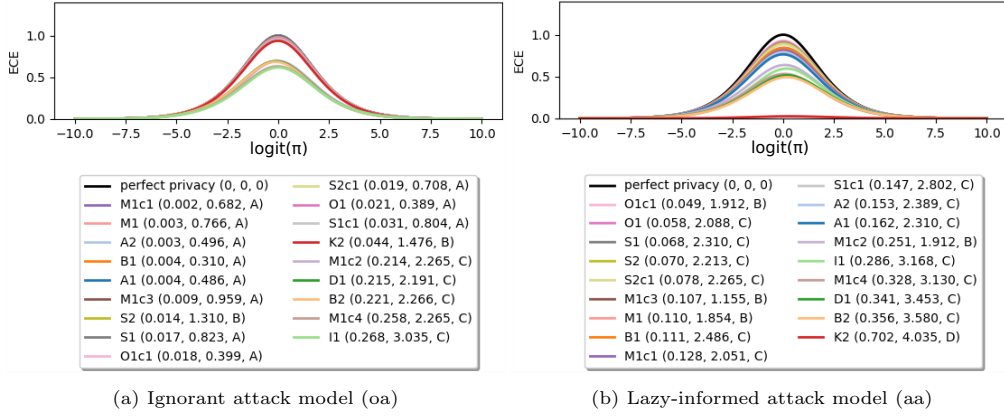 1.0
0.5
0.0
ECE
−10.0 −7.5 −5.0 −2.5 0.0 2.5 5.0 7.5 10.0
logit(π)
perfect privacy (0, 0, 0)
M1c1 (0.002, 0.682, A)
M1 (0.003, 0.766, A)
A2 (0.003, 0.496, A)
B1 (0.004, 0.310, A)
A1 (0.004, 0.486, A)
M1c3 (0.009, 0.959, A)
S2 (0.014, 1.310, B)
S1 (0.017, 0.823, A)
O1c1 (0.018, 0.399, A)
S2c1 (0.019, 0.708, A)
O1 (0.021, 0.389, A)
S1c1 (0.031, 0.804, A)
K2 (0.044, 1.476, B)
M1c2 (0.214, 2.265, C)
D1 (0.215, 2.191, C)
B2 (0.221, 2.266, C)
M1c4 (0.258, 2.265, C)
I1 (0.268, 3.035, C)
(a) Ignorant attack model (oa)
1.0
0.5
0.0
ECE
−10.0 −7.5 −5.0 −2.5 0.0 2.5 5.0 7.5 10.0
logit(π)
perfect privacy (0, 0, 0)
O1c1 (0.049, 1.912, B)
O1 (0.058, 2.088, C)
S1 (0.068, 2.310, C)
S2 (0.070, 2.213, C)
S2c1 (0.078, 2.265, C)
M1c3 (0.107, 1.155, B)
M1 (0.110, 1.854, B)
B1 (0.111, 2.486, C)
M1c1 (0.128, 2.051, C)
S1c1 (0.147, 2.802, C)
A2 (0.153, 2.389, C)
A1 (0.162, 2.310, C)
M1c2 (0.251, 1.912, B)
I1 (0.286, 3.168, C)
M1c4 (0.328, 3.130, C)
D1 (0.341, 3.453, C)
B2 (0.356, 3.580, C)
K2 (0.702, 4.035, D)
(b) Lazy-informed attack model (aa)